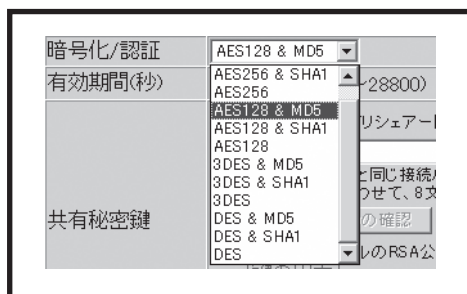 暗号化/認証
AES128 & MD5
有効期間(秒)
AES256 & SHA1
AES256
~28800)
AES128 & MD5
AES128 & SHA1
リシェアード
AES128
3DES & MD5
3DES & SHA1
と同じ接続
わせて、8文
3DES
共有秘密鍵
DES & MD5
の確認
DES & SHA1
DES
ルのRSA公